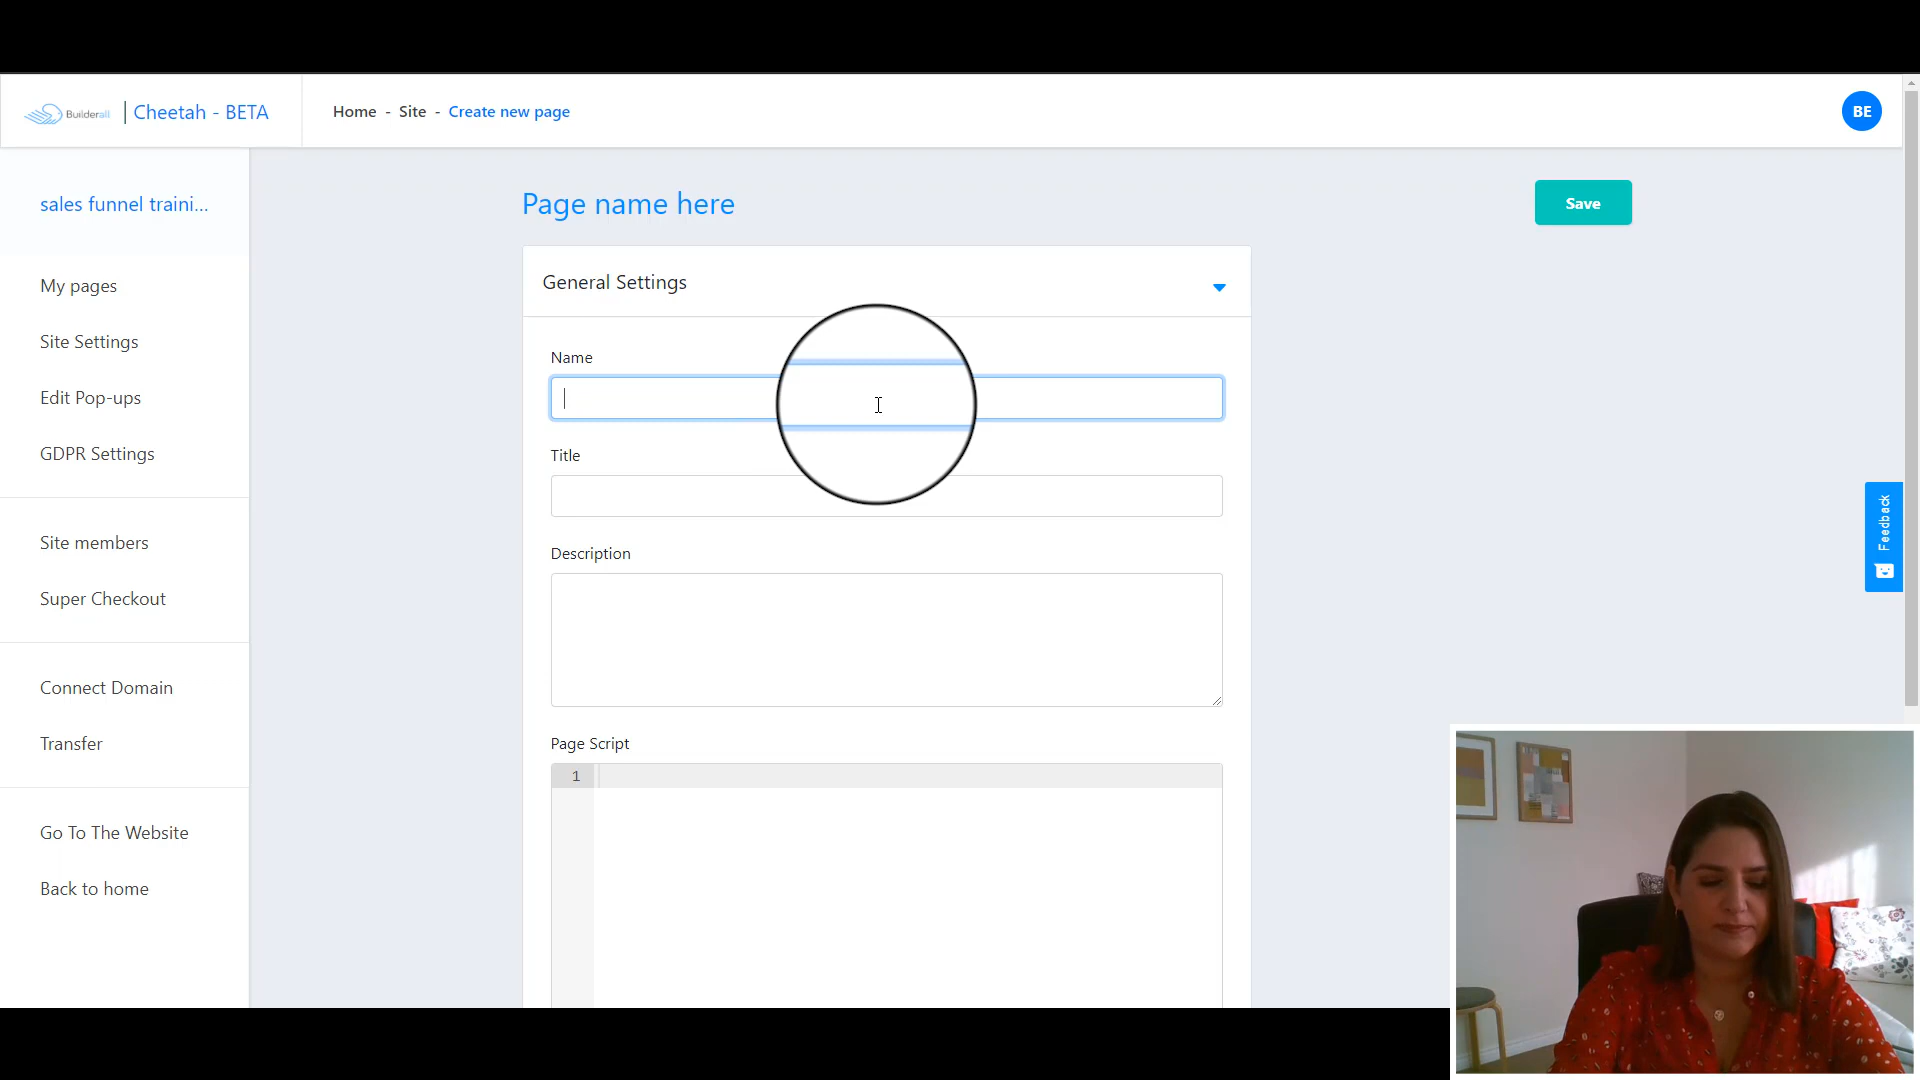 Builderall | Cheetah - BETA
Home - Site - Create new page
BE
sales funnel traini...
My pages
Site Settings
Edit Pop-ups
GDPR Settings
Site members
Super Checkout
Connect Domain
Transfer
Go To The Website
Back to home
Page name here
Save
General Settings
Name
Title
Description
Page Script
1
Feedback